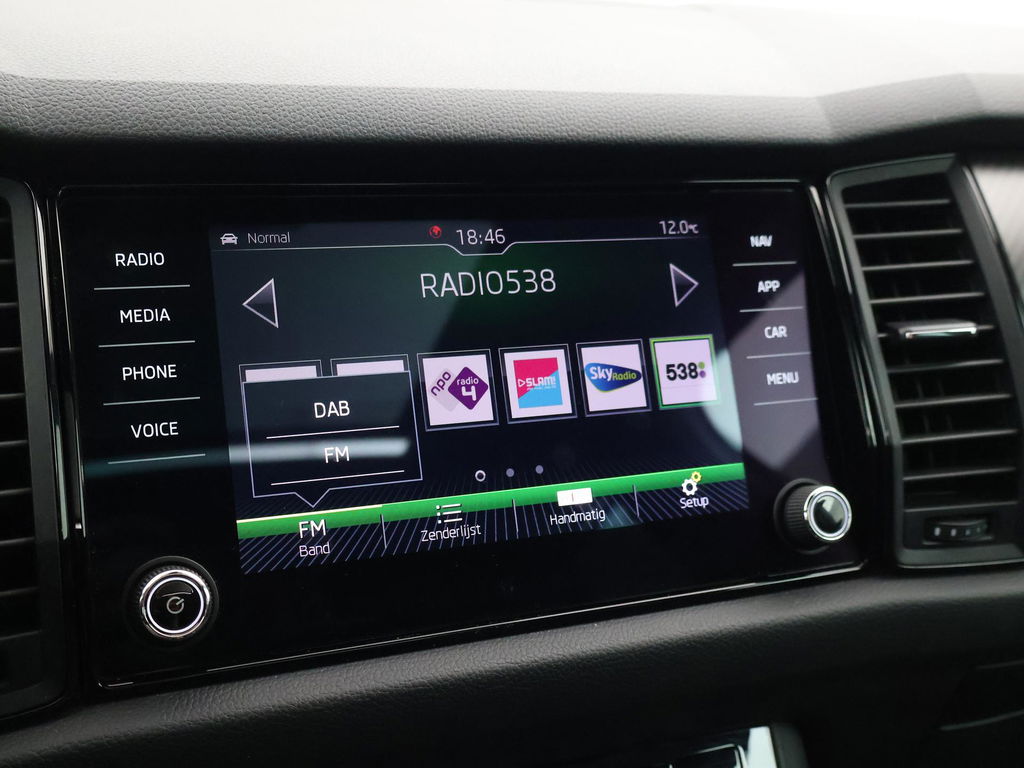 Normal
18:46
12.0°C
RADIO538
RADIO
MEDIA
PHONE
VOICE
NAV
APP
CAR
MENU
DAB
FM
npo
radio
4
SLAM!
Sky
Radio
538
FM
Band
Zenderlijst
Handmatig
Setup